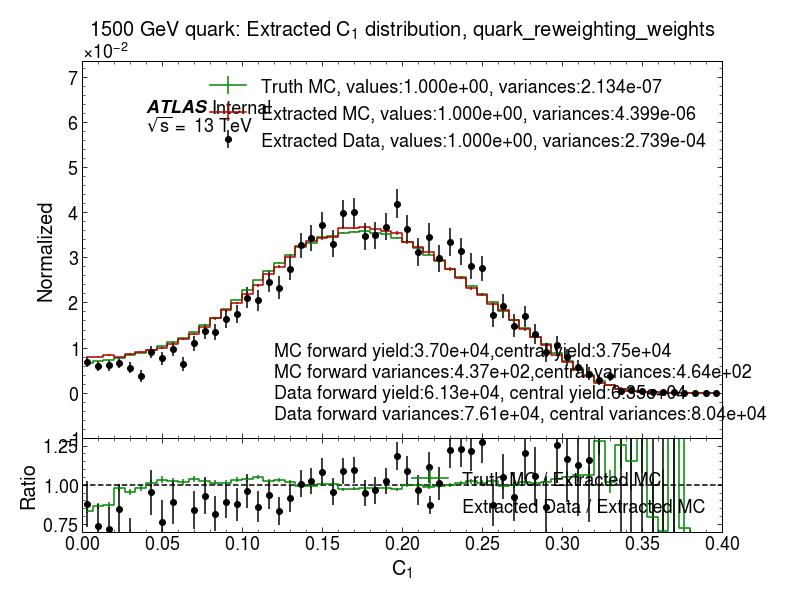 1500 GeV quark: Extracted C₁ distribution, quark_reweighting_weights
×10⁻²
Truth MC, values:1.000e+00, variances:2.134e-07
Extracted MC, values:1.000e+00, variances:4.399e-06
Extracted Data, values:1.000e+00, variances:2.739e-04
ATLAS Internal
√s = 13 TeV
7
6
5
4
3
2
1
0
−1
Normalized
MC forward yield:3.70e+04,central yield:3.75e+04
MC forward variances:4.37e+02,central variances:4.64e+02
Data forward yield:6.13e+04, central yield:6.35e+04
Data forward variances:7.61e+04, central variances:8.04e+04
1.25
1.00
0.75
Ratio
Truth MC / Extracted MC
Extracted Data / Extracted MC
0.00 0.05 0.10 0.15 0.20 0.25 0.30 0.35 0.40
C₁